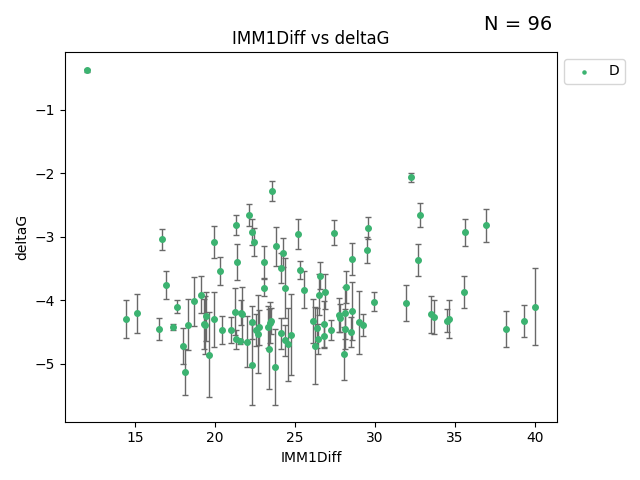 N = 96
IMM1Diff vs deltaG
D
−1
−2
−3
−4
−5
deltaG
15 20 25 30 35 40
IMM1Diff